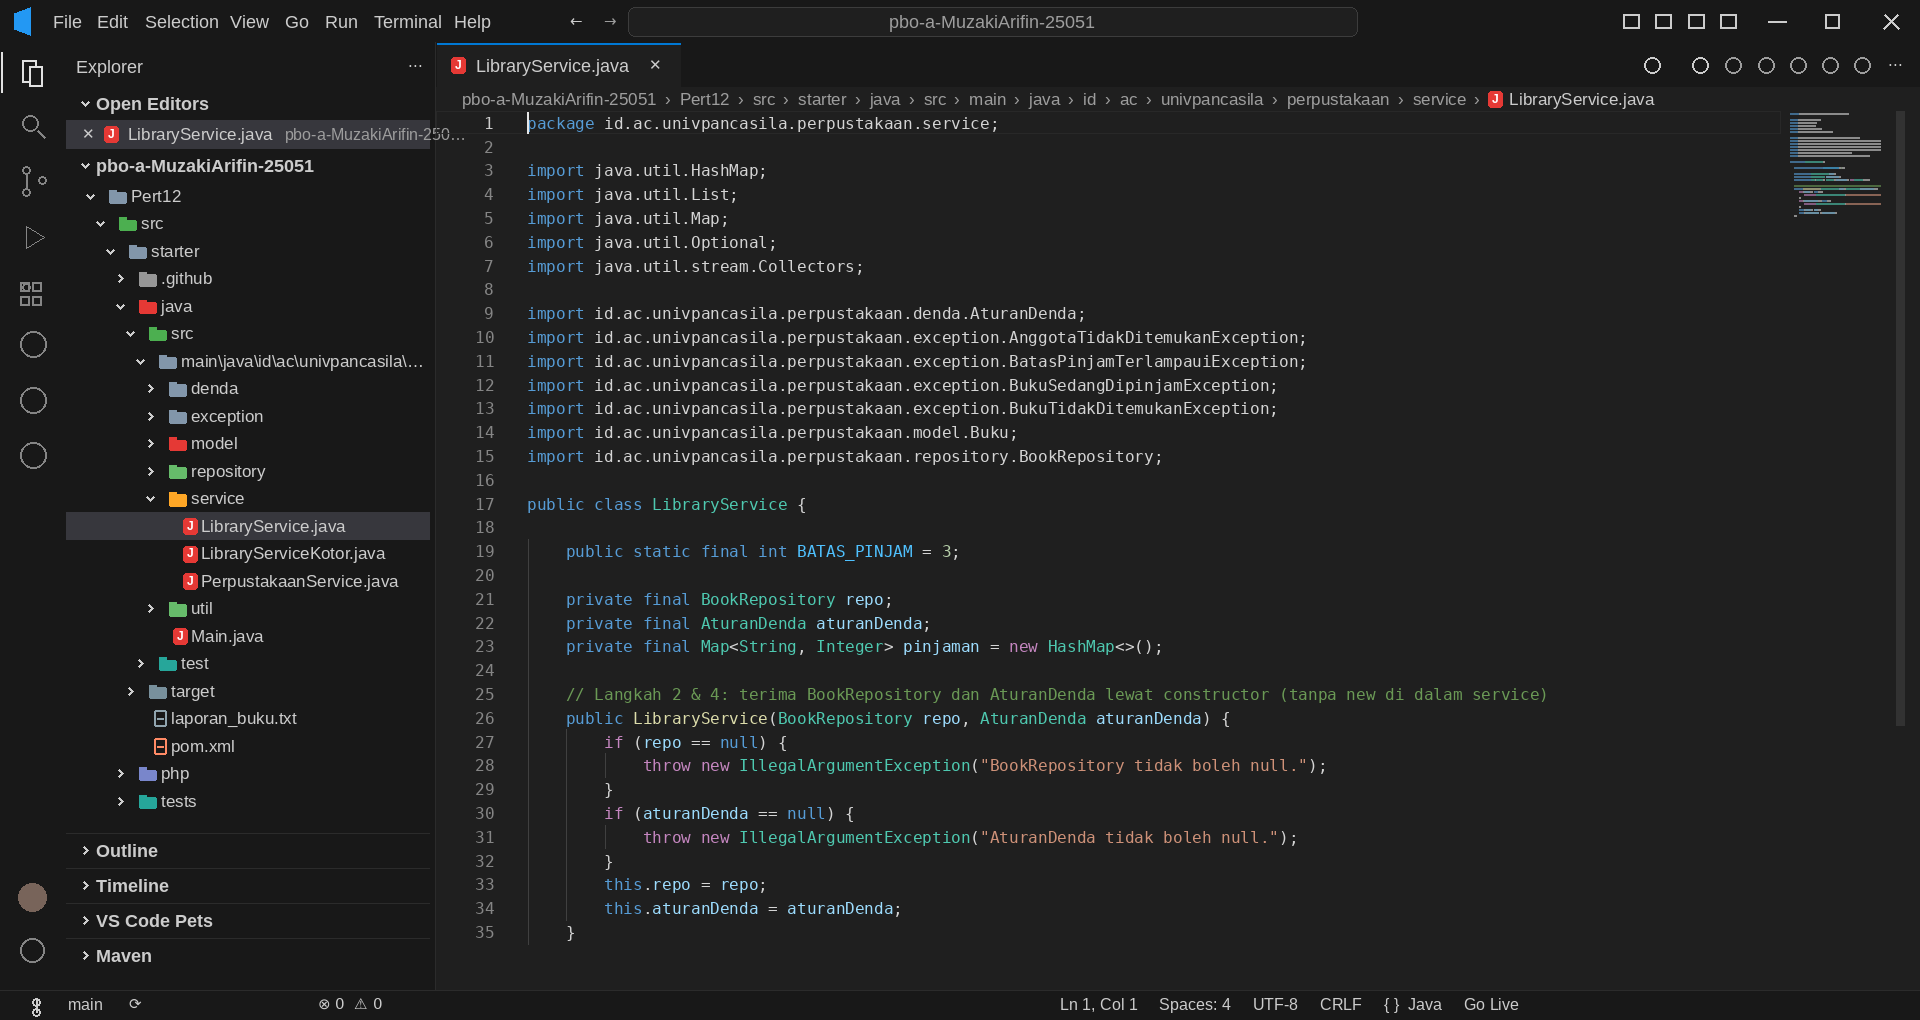 File Edit Selection View Go Run Terminal Help ← → pbo-a-MuzakiArifin-25051
Explorer ···
Open Editors
✕ J LibraryService.java pbo-a-MuzakiArifin-250…
pbo-a-MuzakiArifin-25051
Pert12
src
starter
.github
java
src
main\java\id\ac\univpancasila\…
denda
exception
model
repository
service
J LibraryService.java
J LibraryServiceKotor.java
J PerpustakaanService.java
util
J Main.java
test
target
laporan_buku.txt
pom.xml
php
tests
Outline
Timeline
VS Code Pets
Maven
J LibraryService.java ✕ ···
pbo-a-MuzakiArifin-25051 › Pert12 › src › starter › java › src › main › java › id › ac › univpancasila › perpustakaan › service › J LibraryService.java
1 package id.ac.univpancasila.perpustakaan.service;
2
3 import java.util.HashMap;
4 import java.util.List;
5 import java.util.Map;
6 import java.util.Optional;
7 import java.util.stream.Collectors;
8
9 import id.ac.univpancasila.perpustakaan.denda.AturanDenda;
10 import id.ac.univpancasila.perpustakaan.exception.AnggotaTidakDitemukanException;
11 import id.ac.univpancasila.perpustakaan.exception.BatasPinjamTerlampauiException;
12 import id.ac.univpancasila.perpustakaan.exception.BukuSedangDipinjamException;
13 import id.ac.univpancasila.perpustakaan.exception.BukuTidakDitemukanException;
14 import id.ac.univpancasila.perpustakaan.model.Buku;
15 import id.ac.univpancasila.perpustakaan.repository.BookRepository;
16
17 public class LibraryService {
18
19 public static final int BATAS_PINJAM = 3;
20
21 private final BookRepository repo;
22 private final AturanDenda aturanDenda;
23 private final Map<String, Integer> pinjaman = new HashMap<>();
24
25 // Langkah 2 & 4: terima BookRepository dan AturanDenda lewat constructor (tanpa new di dalam service)
26 public LibraryService(BookRepository repo, AturanDenda aturanDenda) {
27 if (repo == null) {
28 throw new IllegalArgumentException("BookRepository tidak boleh null.");
29 }
30 if (aturanDenda == null) {
31 throw new IllegalArgumentException("AturanDenda tidak boleh null.");
32 }
33 this.repo = repo;
34 this.aturanDenda = aturanDenda;
35 }
main ⟳ ⊗ 0 ⚠ 0 Ln 1, Col 1 Spaces: 4 UTF-8 CRLF { } Java Go Live